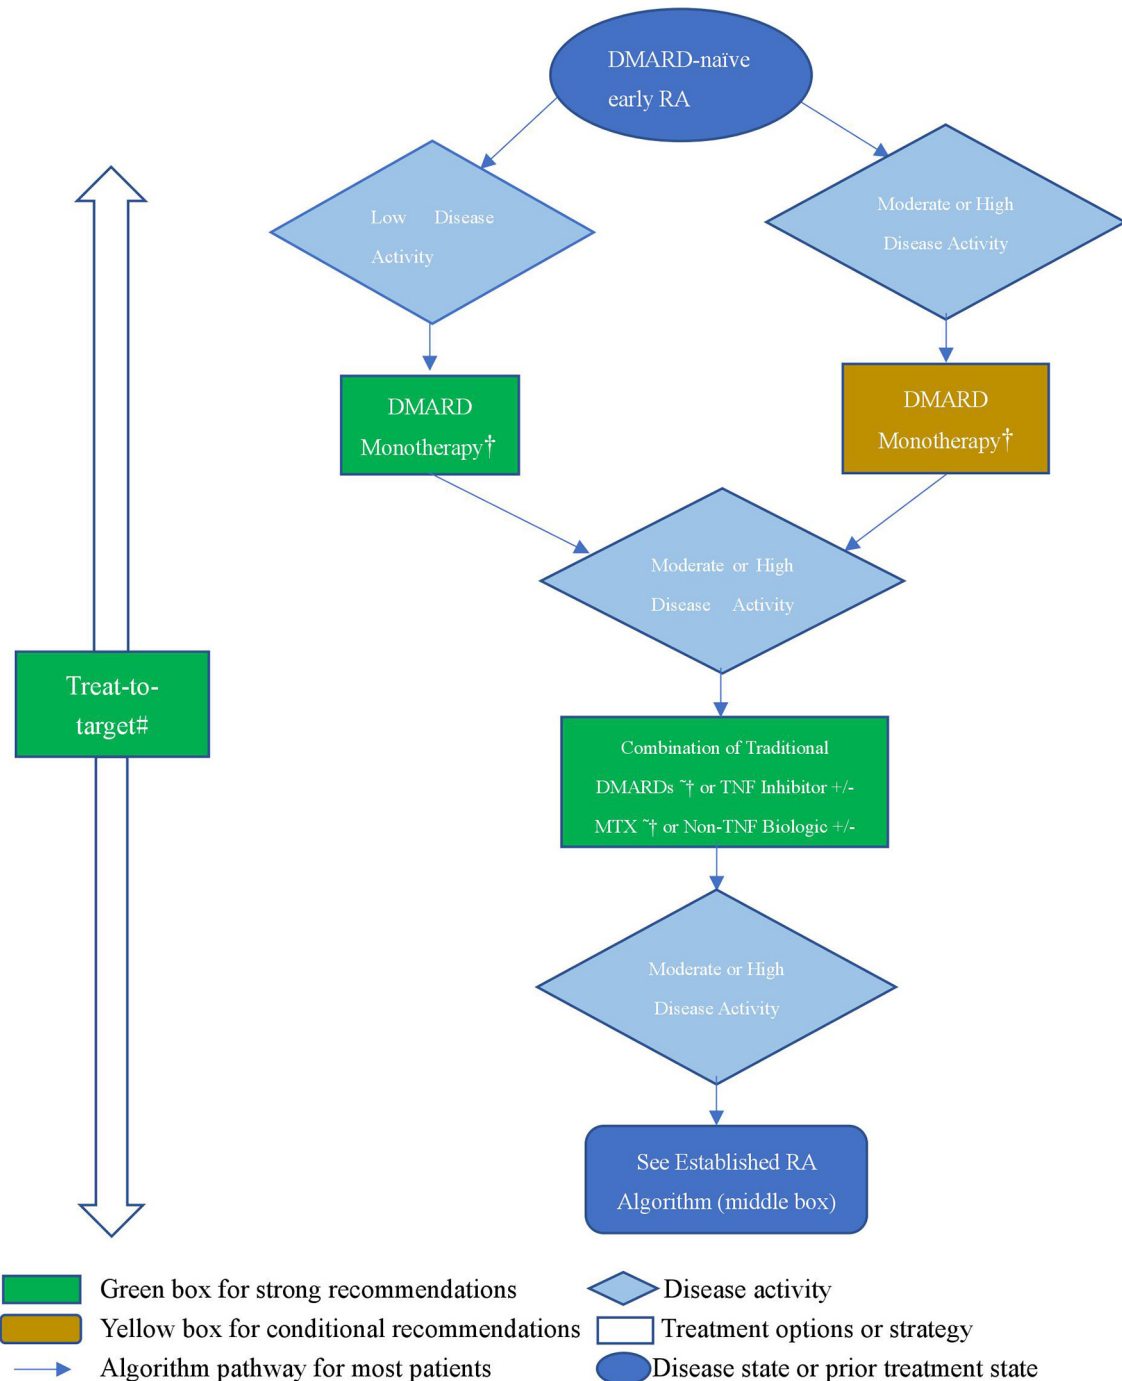 DMARD-naïve
early RA
Low Disease
Activity
Moderate or High
Disease Activity
DMARD
Monotherapy†
DMARD
Monotherapy†
Moderate or High
Disease Activity
Treat-to-
target#
Combination of Traditional
DMARDs ˜† or TNF Inhibitor +/-
MTX ˜† or Non-TNF Biologic +/-
Moderate or High
Disease Activity
See Established RA
Algorithm (middle box)
Green box for strong recommendations
Disease activity
Yellow box for conditional recommendations
Treatment options or strategy
Algorithm pathway for most patients
Disease state or prior treatment state